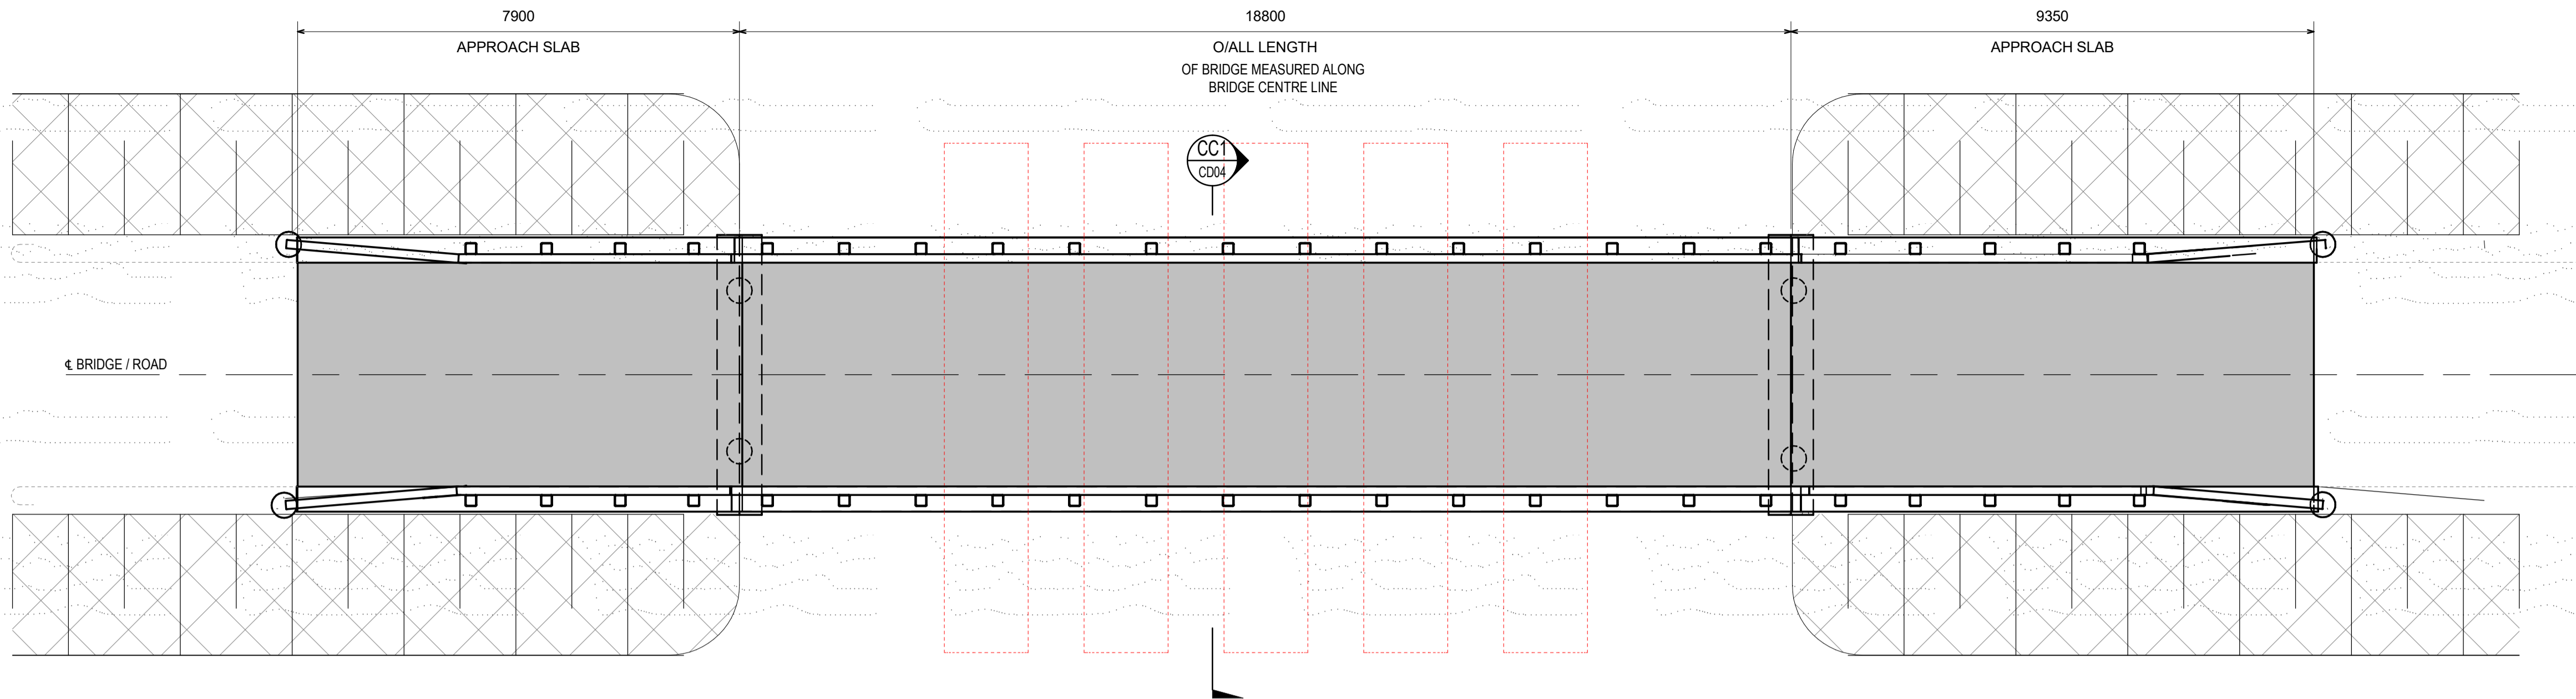 7900
APPROACH SLAB
18800
O/ALL LENGTH
OF BRIDGE MEASURED ALONG
BRIDGE CENTRE LINE
9350
APPROACH SLAB
CC1
CD04
℄ BRIDGE / ROAD